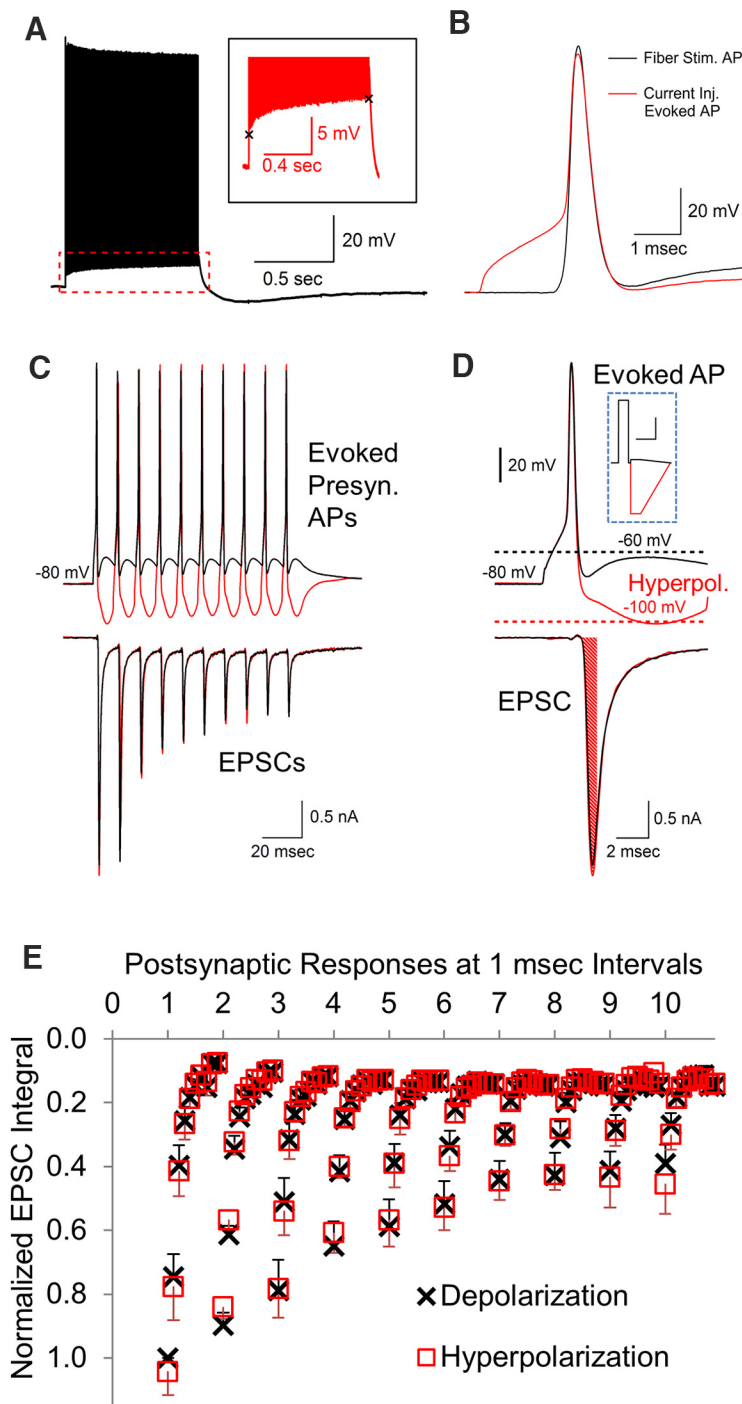 A
5 mV
0.4 sec
20 mV
0.5 sec
B
Fiber Stim. AP
Current Inj.
Evoked AP
20 mV
1 msec
C
Evoked
Presyn.
APs
-80 mV
EPSCs
0.5 nA
20 msec
D
Evoked AP
20 mV
-60 mV
-80 mV
Hyperpol.
-100 mV
EPSC
0.5 nA
2 msec
E
Postsynaptic Responses at 1 msec Intervals
0 1 2 3 4 5 6 7 8 9 10
Normalized EPSC Integral
0.0
0.2
0.4
0.6
0.8
1.0
Depolarization
Hyperpolarization